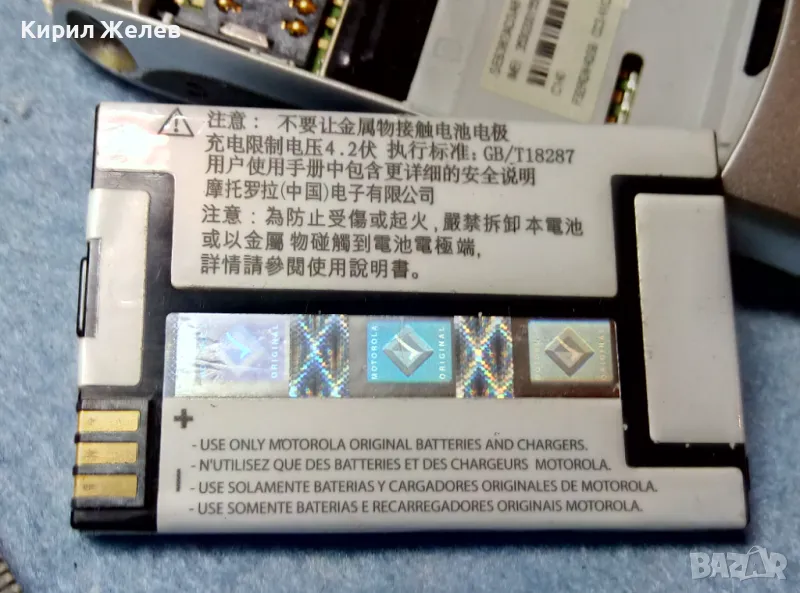 Кирил Желев
C140
注意： 不要让金属物接触电池电极
充电限制电压4.2伏 执行标准：GB/T18287
用户使用手册中包含更详细的安全说明
摩托罗拉(中国)电子有限公司
注意：為防止受傷或起火，嚴禁拆卸本電池
或以金屬 物碰觸到電池電極端，
詳情請參閱使用說明書。
ORIGINAL
MOTOROLA
ORIGINAL
ORIGINAL
+
- USE ONLY MOTOROLA ORIGINAL BATTERIES AND CHARGERS.
- N'UTILISEZ QUE DES BATTERIES ET DES CHARGEURS MOTOROLA.
- USE SOLAMENTE BATERIAS Y CARGADORES ORIGINALES DE MOTOROLA.
- USE SOMENTE BATERIAS E RECARREGADORES ORIGINAIS MOTOROLA.
BAZAR